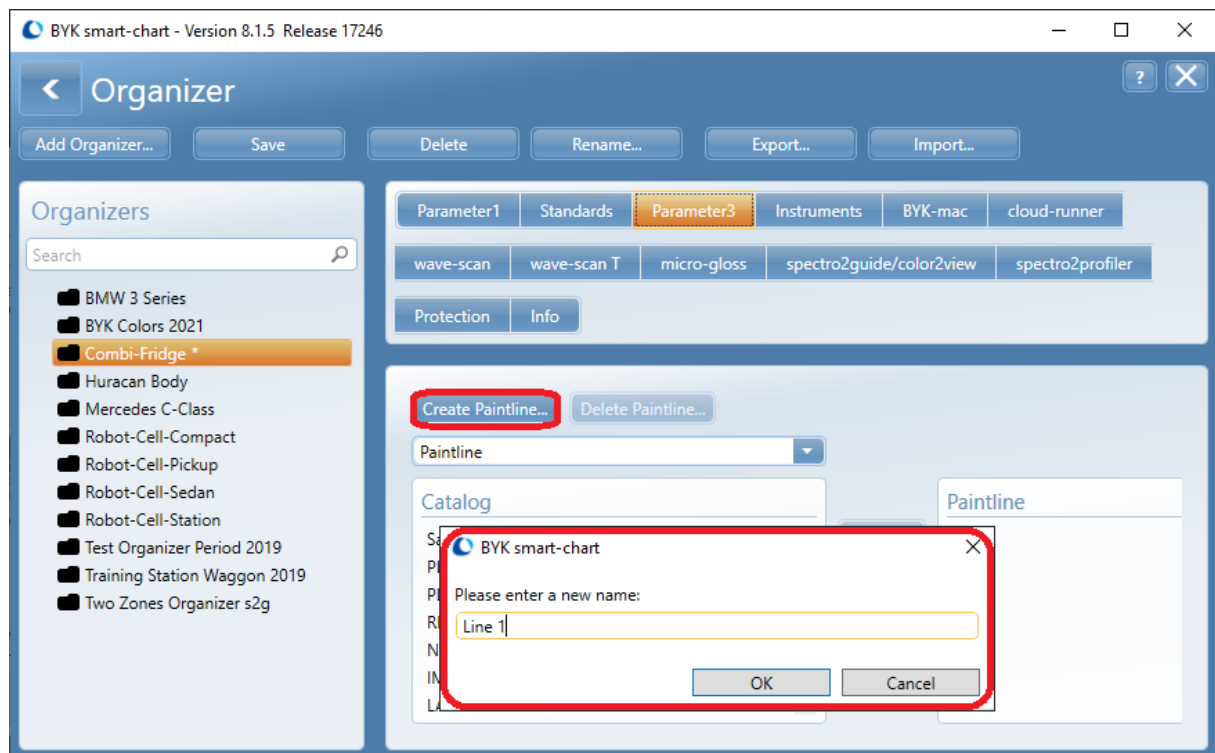 BYK smart-chart - Version 8.1.5 Release 17246
Organizer
?
Add Organizer... Save Delete Rename... Export... Import...
Organizers
Search
BMW 3 Series
BYK Colors 2021
Combi-Fridge *
Huracan Body
Mercedes C-Class
Robot-Cell-Compact
Robot-Cell-Pickup
Robot-Cell-Sedan
Robot-Cell-Station
Test Organizer Period 2019
Training Station Waggon 2019
Two Zones Organizer s2g
Parameter1 Standards Parameter3 Instruments BYK-mac cloud-runner
wave-scan wave-scan T micro-gloss spectro2guide/color2view spectro2profiler
Protection Info
Create Paintline... Delete Paintline...
Paintline
Catalog
Paintline
BYK smart-chart
Please enter a new name:
Line 1
OK Cancel